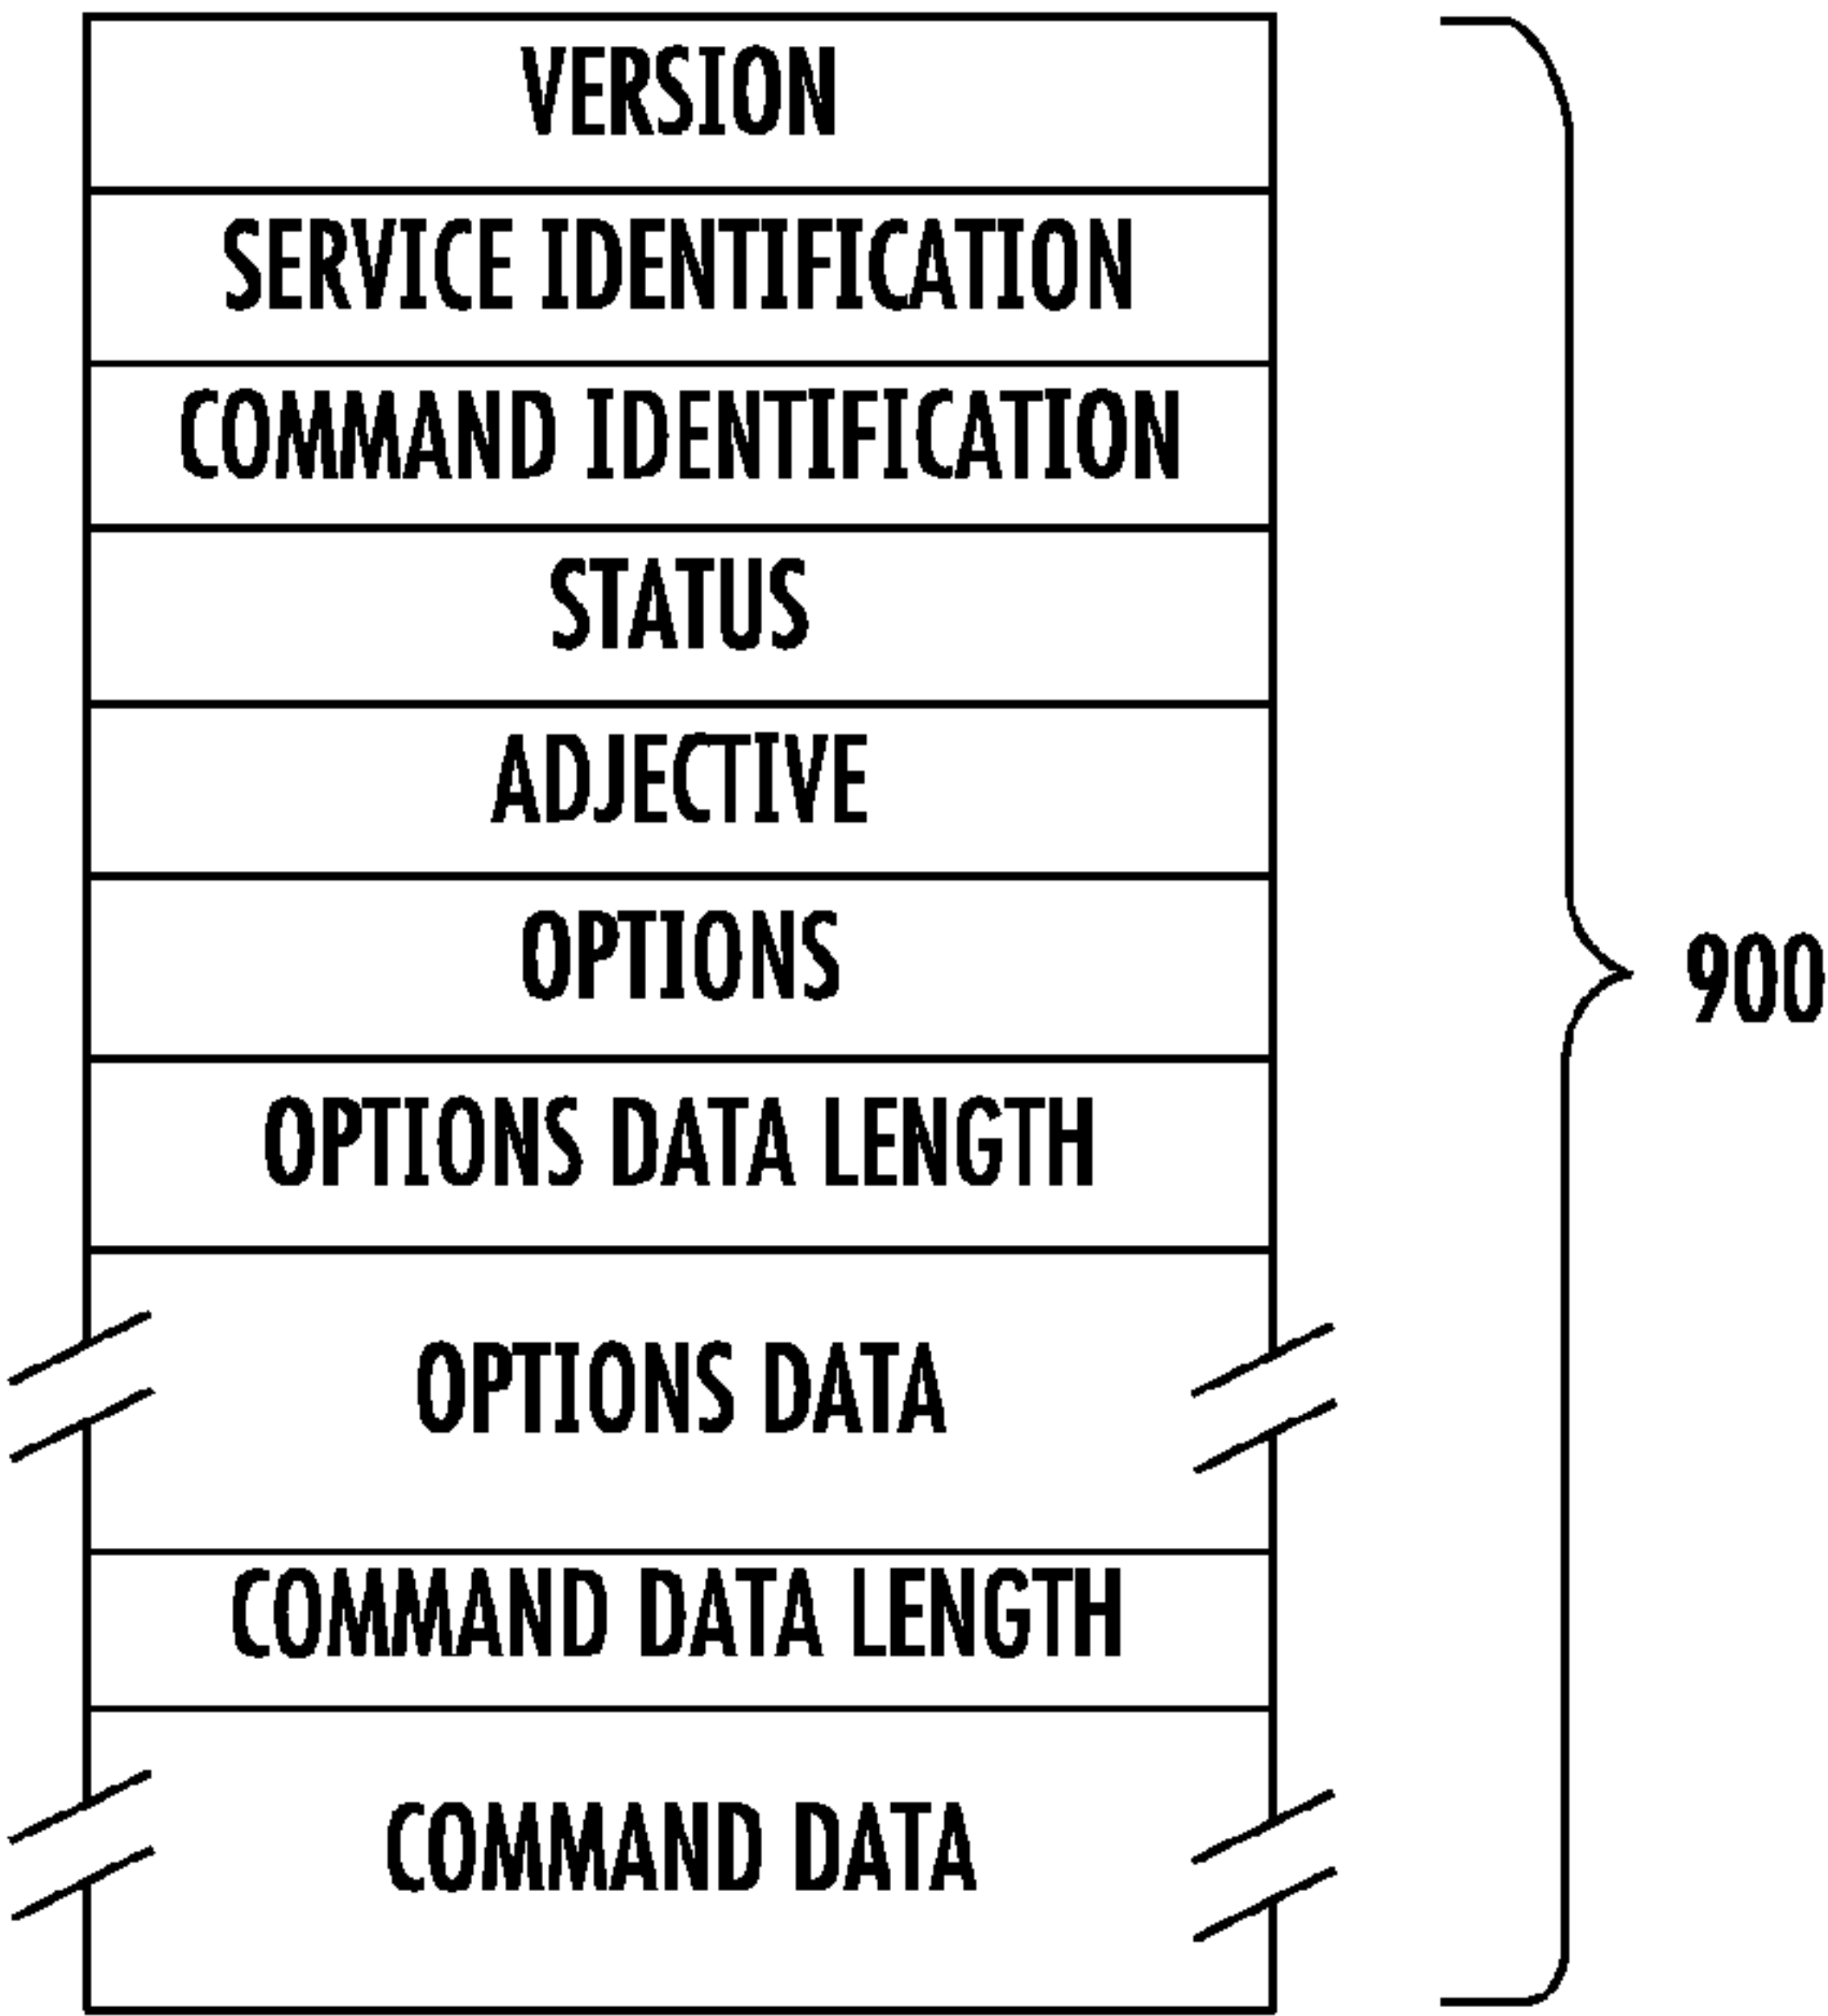 VERSION
SERVICE IDENTIFICATION
COMMAND IDENTIFICATION
STATUS
ADJECTIVE
OPTIONS
900
OPTIONS DATA LENGTH
OPTIONS DATA
COMMAND DATA LENGTH
COMMAND DATA